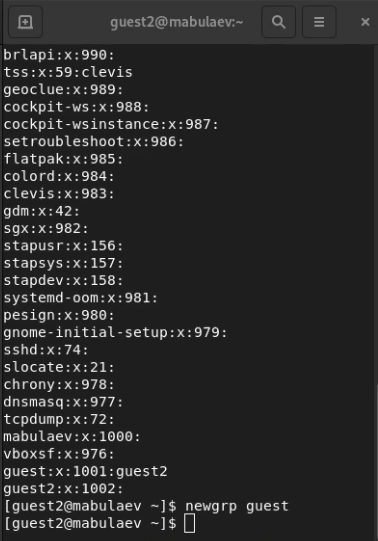 guest2@mabulaev:~
brlapi:x:990:
tss:x:59:clevis
geoclue:x:989:
cockpit-ws:x:988:
cockpit-wsinstance:x:987:
setroubleshoot:x:986:
flatpak:x:985:
colord:x:984:
clevis:x:983:
gdm:x:42:
sgx:x:982:
stapusr:x:156:
stapsys:x:157:
stapdev:x:158:
systemd-oom:x:981:
pesign:x:980:
gnome-initial-setup:x:979:
sshd:x:74:
slocate:x:21:
chrony:x:978:
dnsmasq:x:977:
tcpdump:x:72:
mabulaev:x:1000:
vboxsf:x:976:
guest:x:1001:guest2
guest2:x:1002:
[guest2@mabulaev ~]$ newgrp guest
[guest2@mabulaev ~]$